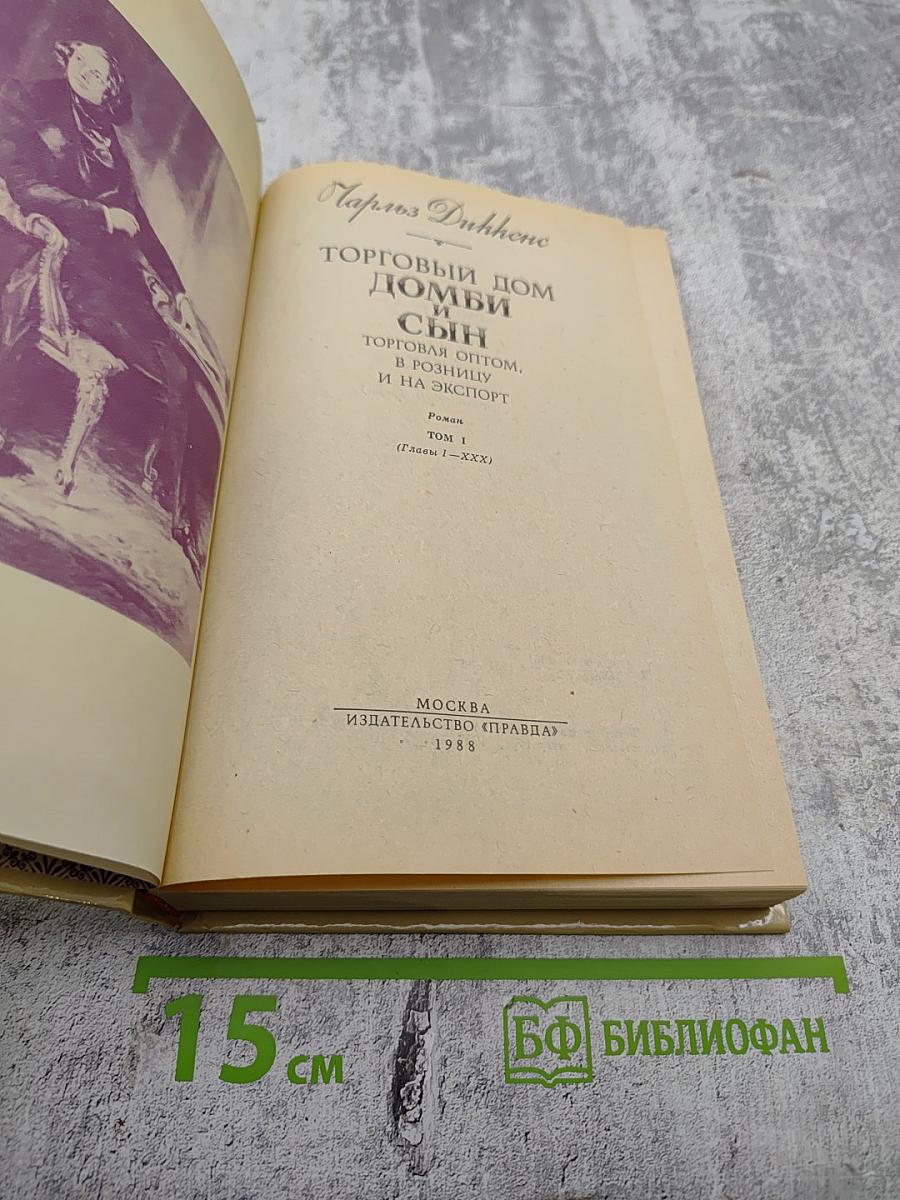 Чарльз Диккенс
ТОРГОВЫЙ ДОМ
ДОМБИ
И
СЫН
ТОРГОВЛЯ ОПТОМ,
В РОЗНИЦУ
И НА ЭКСПОРТ
Роман
ТОМ I
(Главы I—XXX)
МОСКВА
ИЗДАТЕЛЬСТВО «ПРАВДА»
1988
15 см
БФ БИБЛИОФАН